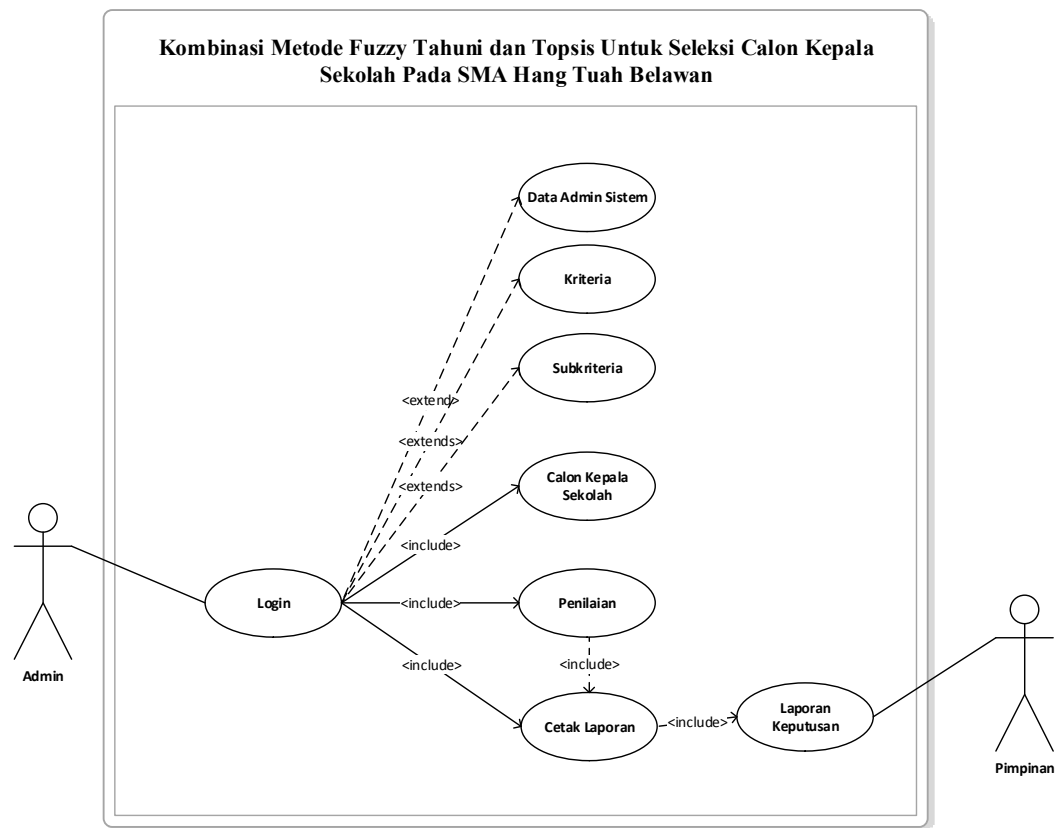 Kombinasi Metode Fuzzy Tahuni dan Topsis Untuk Seleksi Calon Kepala
Sekolah Pada SMA Hang Tuah Belawan
Data Admin Sistem
Kriteria
Subkriteria
<extend>
<extends>
<extends>
Calon Kepala
Sekolah
<include>
Login
<include>
Penilaian
<include>
<include>
Admin
Cetak Laporan
<include>
Laporan
Keputusan
Pimpinan